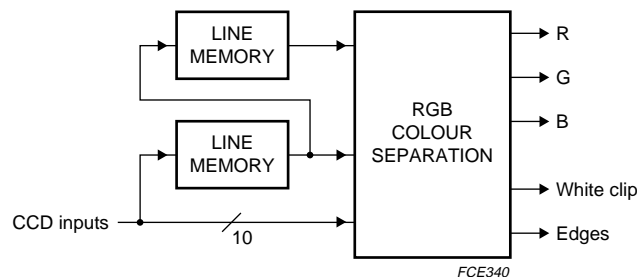 LINE
MEMORY
R
G
RGB
COLOUR
SEPARATION
B
LINE
MEMORY
White clip
CCD inputs
10
Edges
FCE340